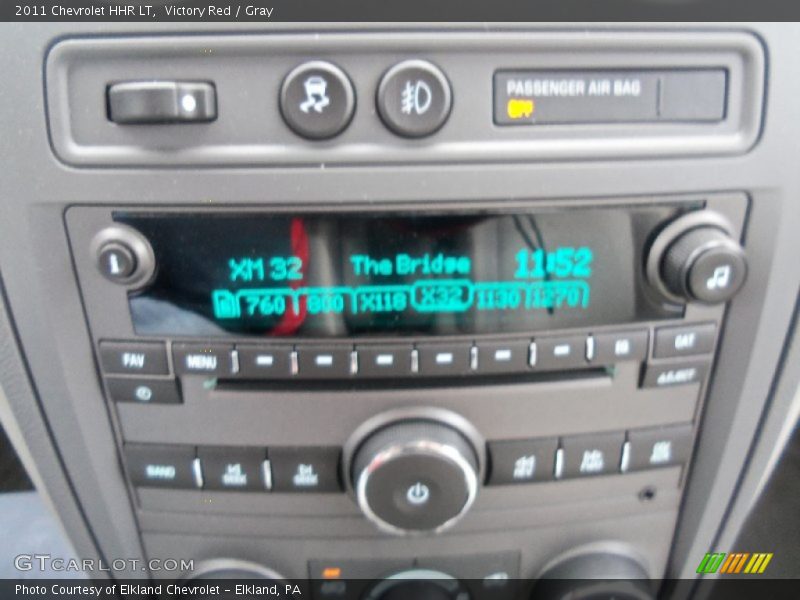 2011 Chevrolet HHR LT, Victory Red / Gray
PASSENGER AIR BAG
OFF
XM 32 The Bridge 11:52
760 800 X118 X32 1130 1270
FAV MENU CAT
BAND
GTCARLOT.COM
Photo Courtesy of Elkland Chevrolet - Elkland, PA